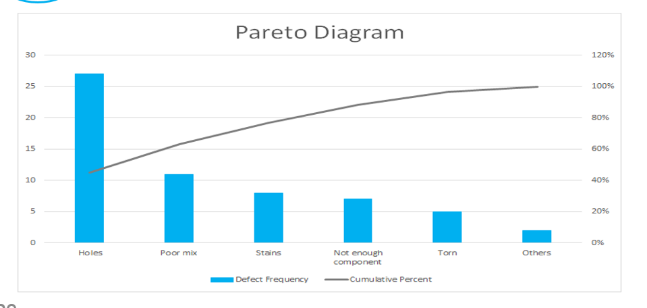 Pareto Diagram
30
25
20
15
10
5
0
120%
100%
80%
60%
40%
20%
0%
Holes
Poor mix
Stains
Not enough
component
Torn
Others
Defect Frequency
Cumulative Percent